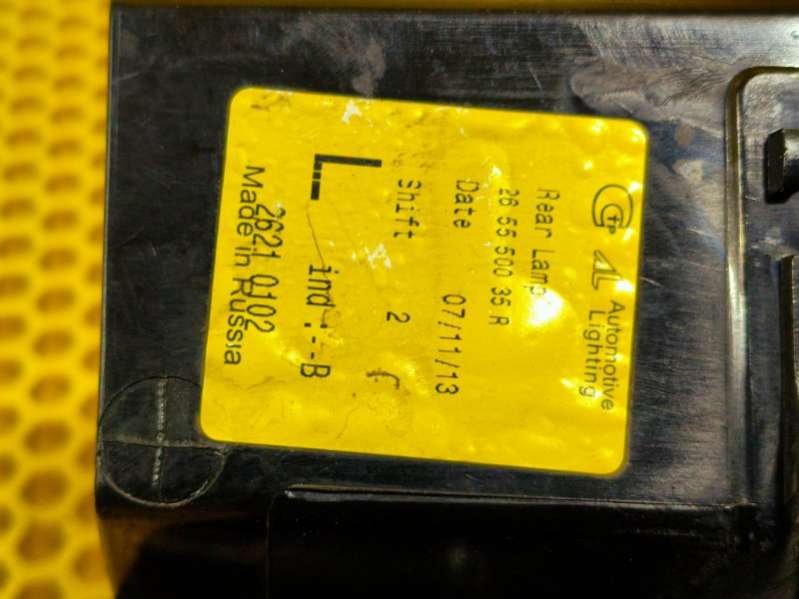 AL Automotive
Lighting
Rear Lamp
26 55 500 35 R
Date 07/11/13
Shift 2
L ind.:--B
2621 0102
Made in Russia